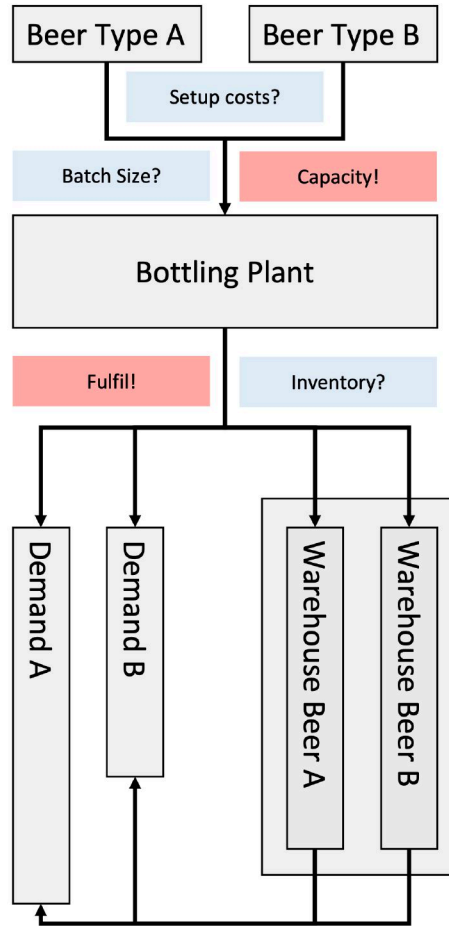 Beer Type A
Beer Type B
Setup costs?
Batch Size?
Capacity!
Bottling Plant
Fulfil!
Inventory?
Demand A
Demand B
Warehouse Beer A
Warehouse Beer B